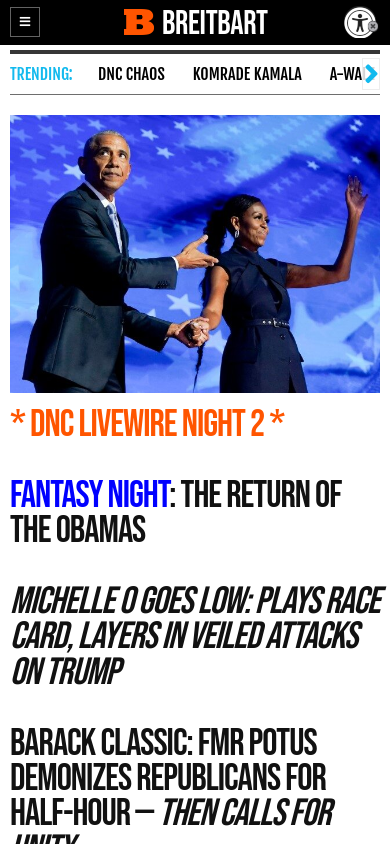 B BREITBART
TRENDING: DNC CHAOS KOMRADE KAMALA A-WA
* DNC LIVEWIRE NIGHT 2 *
FANTASY NIGHT: THE RETURN OF
THE OBAMAS
MICHELLE O GOES LOW: PLAYS RACE
CARD, LAYERS IN VEILED ATTACKS
ON TRUMP
BARACK CLASSIC: FMR POTUS
DEMONIZES REPUBLICANS FOR
HALF-HOUR — THEN CALLS FOR
UNITY